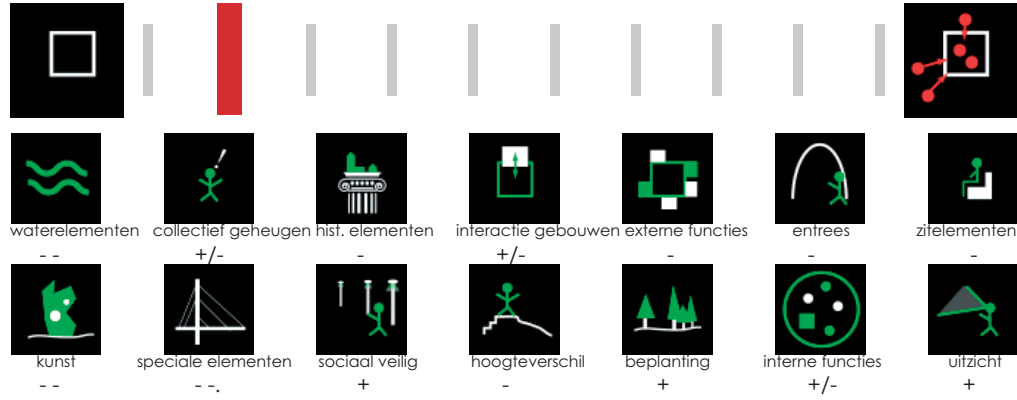 waterelementen collectief geheugen hist. elementen interactie gebouwen externe functies entrees zitelementen
- - +/- - +/- - - -
kunst speciale elementen sociaal veilig hoogteverschil beplanting interne functies uitzicht
- - - -. + - + +/- +